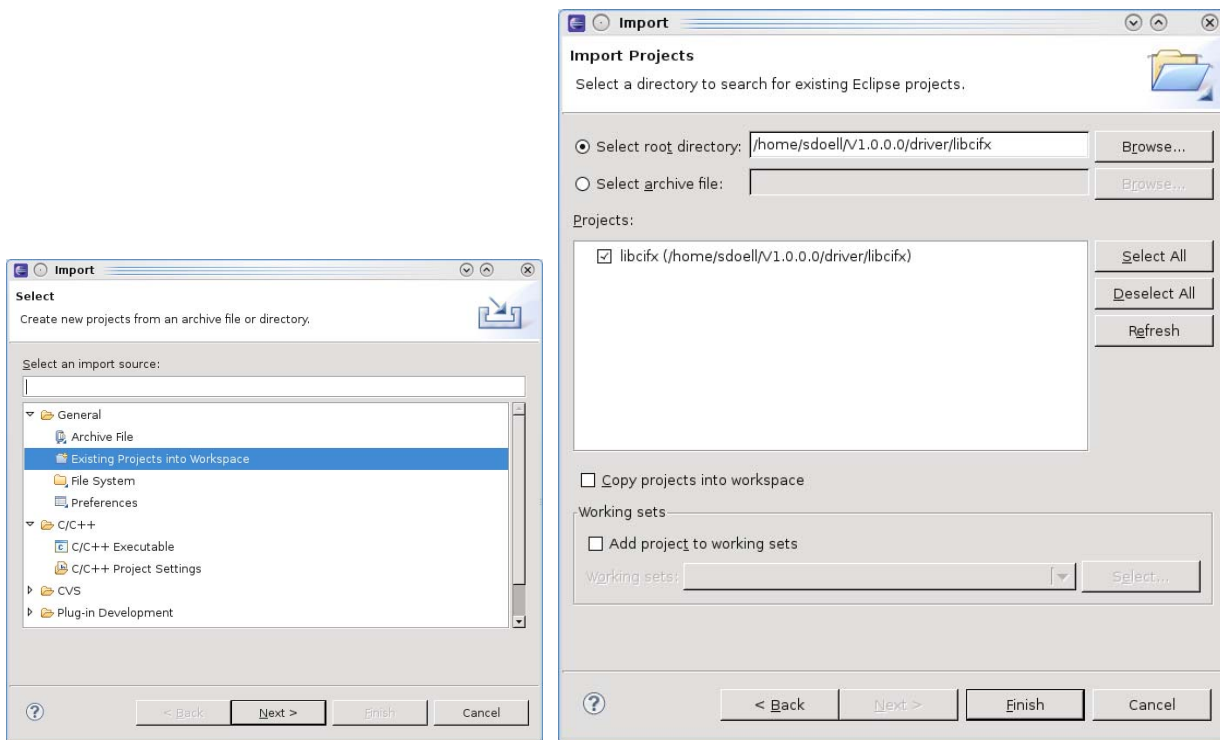 Import
Select
Create new projects from an archive file or directory.
Select an import source:
General
Archive File
Existing Projects into Workspace
File System
Preferences
C/C++
C/C++ Executable
C/C++ Project Settings
CVS
Plug-in Development
< Back
Next >
Finish
Cancel
Import
Import Projects
Select a directory to search for existing Eclipse projects.
Select root directory: /home/sdoell/V1.0.0.0/driver/libcifx Browse...
Select archive file: Browse...
Projects:
libcifx (/home/sdoell/V1.0.0.0/driver/libcifx)
Select All
Deselect All
Refresh
Copy projects into workspace
Working sets
Add project to working sets
Working sets: Select...
< Back
Next >
Finish
Cancel